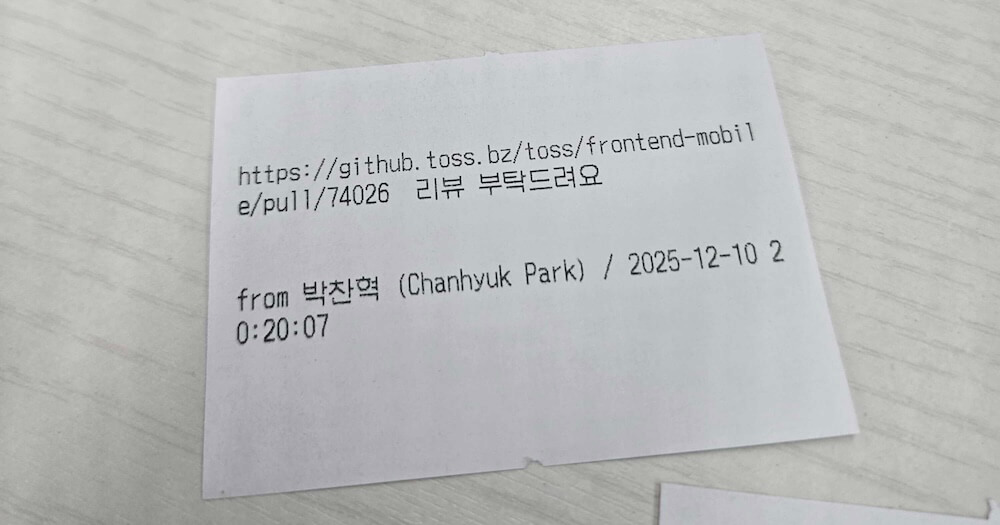 https://github.toss.bz/toss/frontend-mobil
e/pull/74026  리뷰 부탁드려요
from 박찬혁 (Chanhyuk Park) / 2025-12-10 2
0:20:07